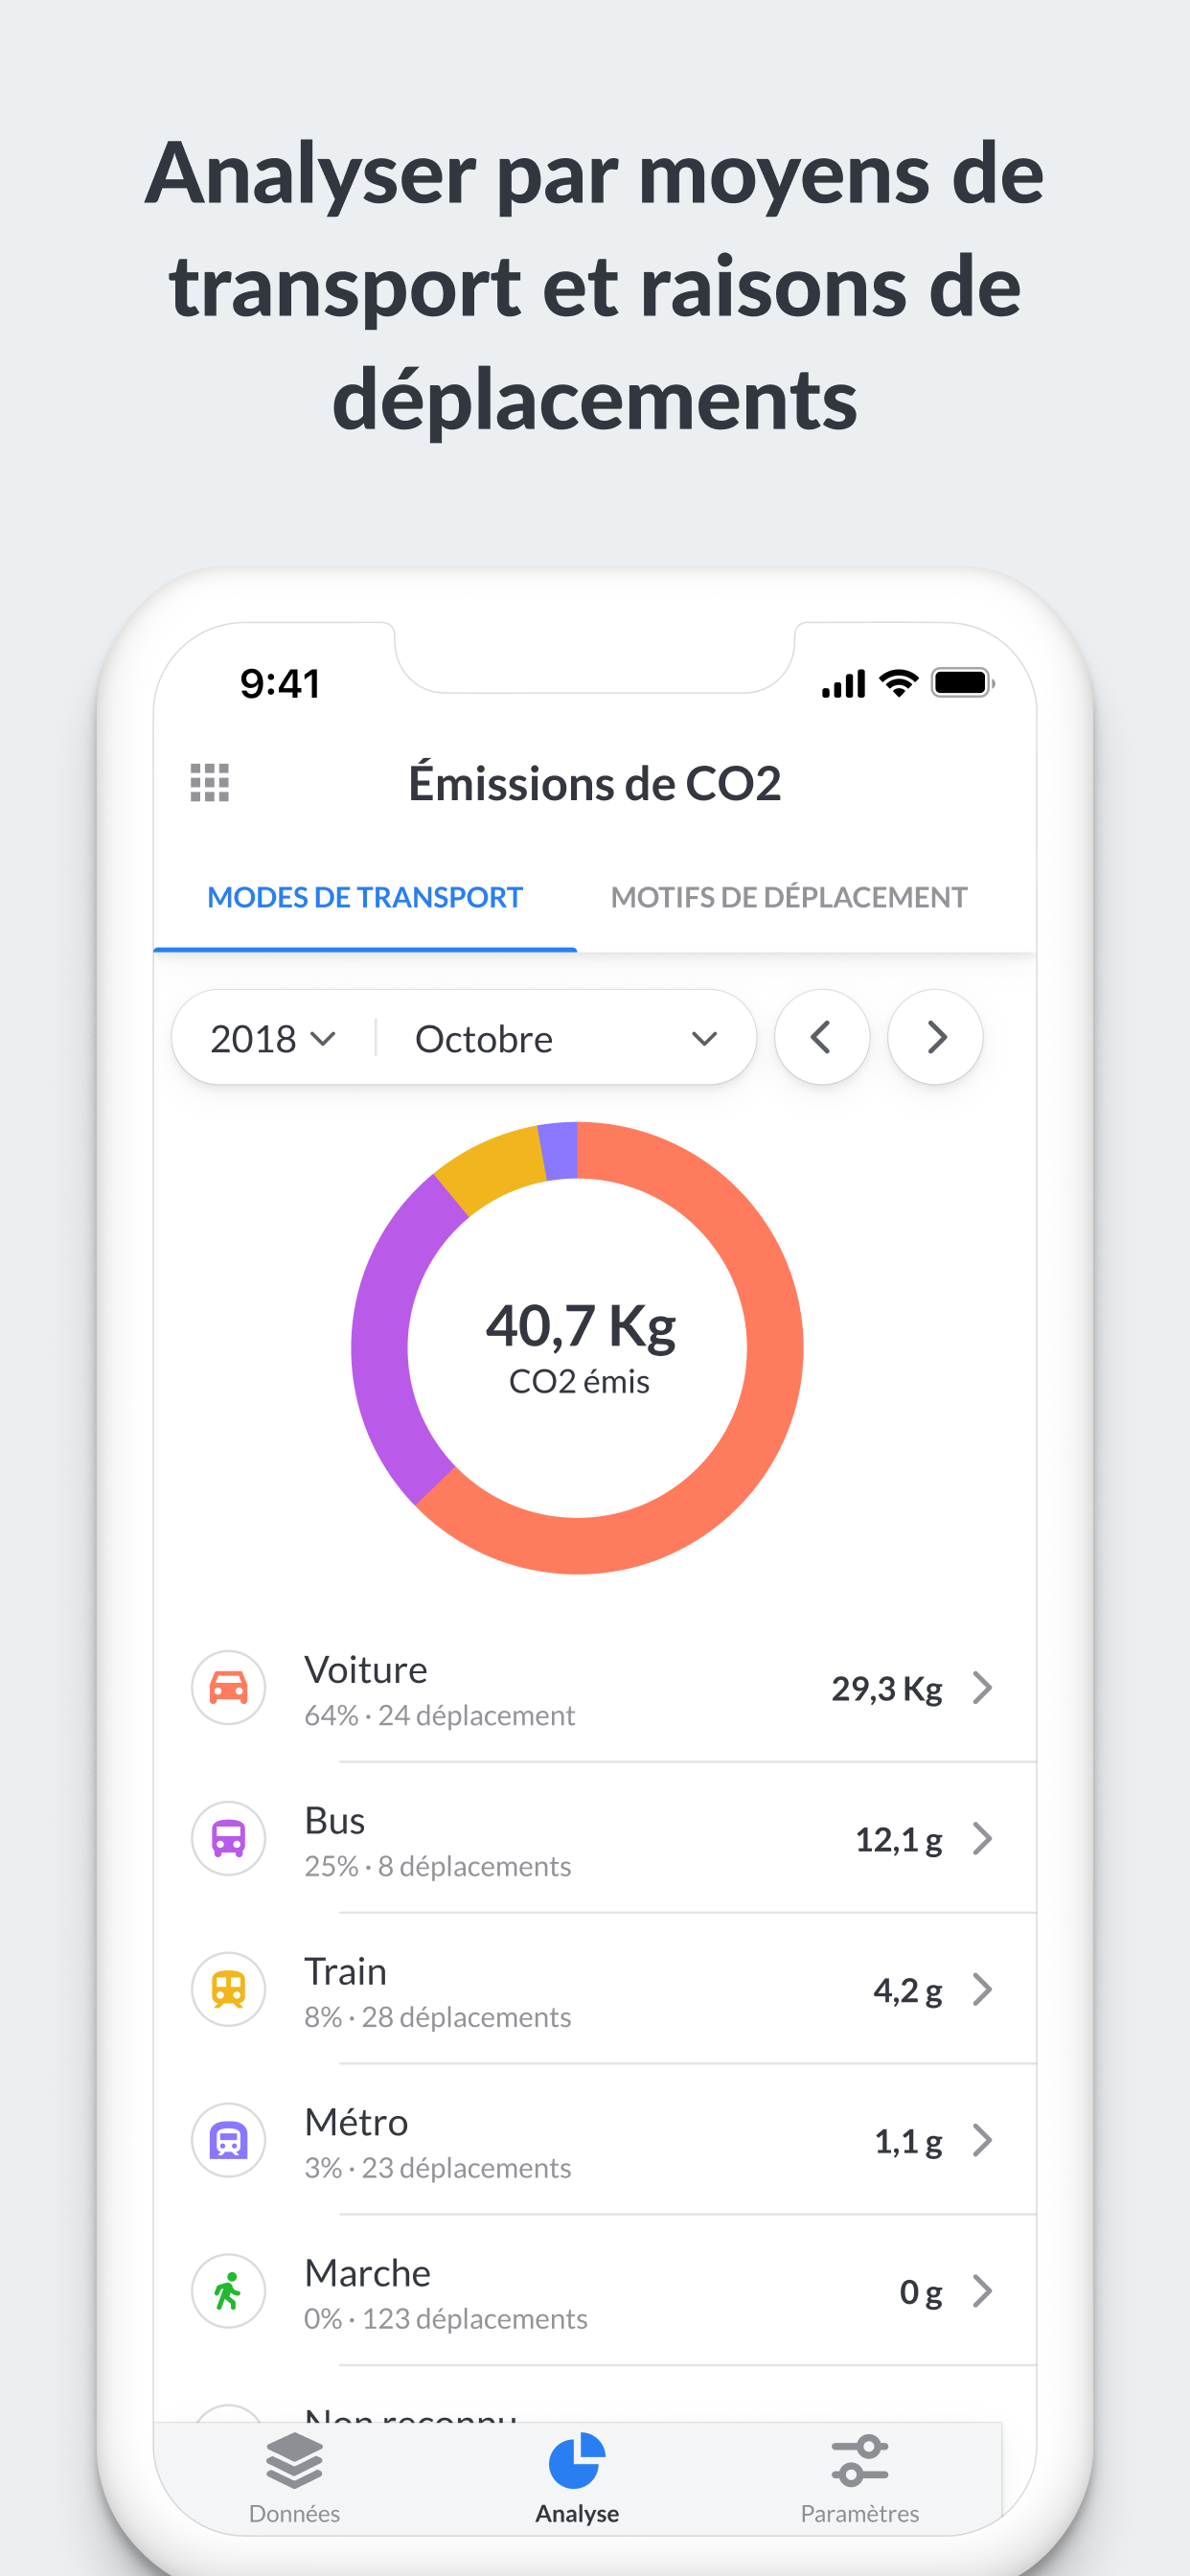 Analyser par moyens de
transport et raisons de
déplacements
9:41
Émissions de CO2
MODES DE TRANSPORT
MOTIFS DE DÉPLACEMENT
2018
Octobre
40,7 Kg
CO2 émis
Voiture
64% · 24 déplacement
29,3 Kg
Bus
25% · 8 déplacements
12,1 g
Train
8% · 28 déplacements
4,2 g
Métro
3% · 23 déplacements
1,1 g
Marche
0% · 123 déplacements
0 g
Non reconnu
Données
Analyse
Paramètres